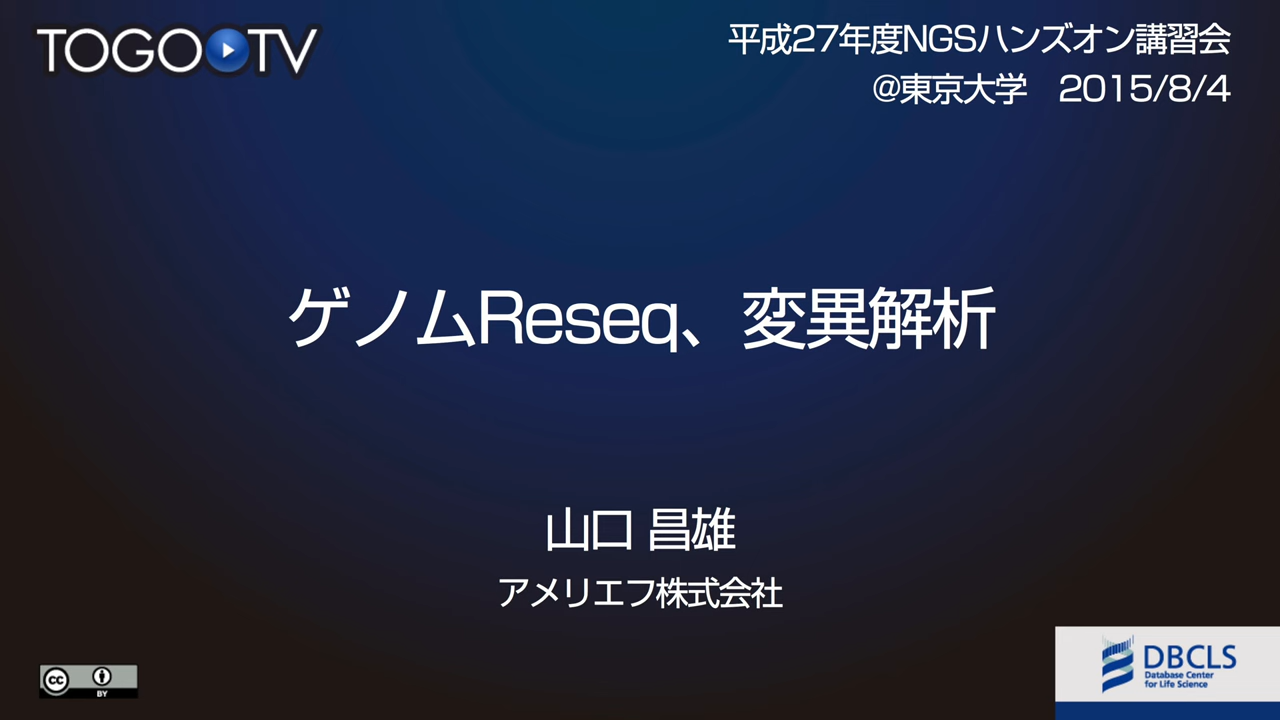 TOGO TV
平成27年度NGSハンズオン講習会
@東京大学 2015/8/4
ゲノムReseq、変異解析
山口 昌雄
アメリエフ株式会社
cc
BY
DBCLS
Database Center
for Life Science